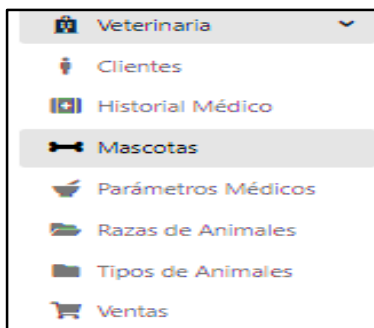 Veterinaria
Clientes
Historial Médico
Mascotas
Parámetros Médicos
Razas de Animales
Tipos de Animales
Ventas